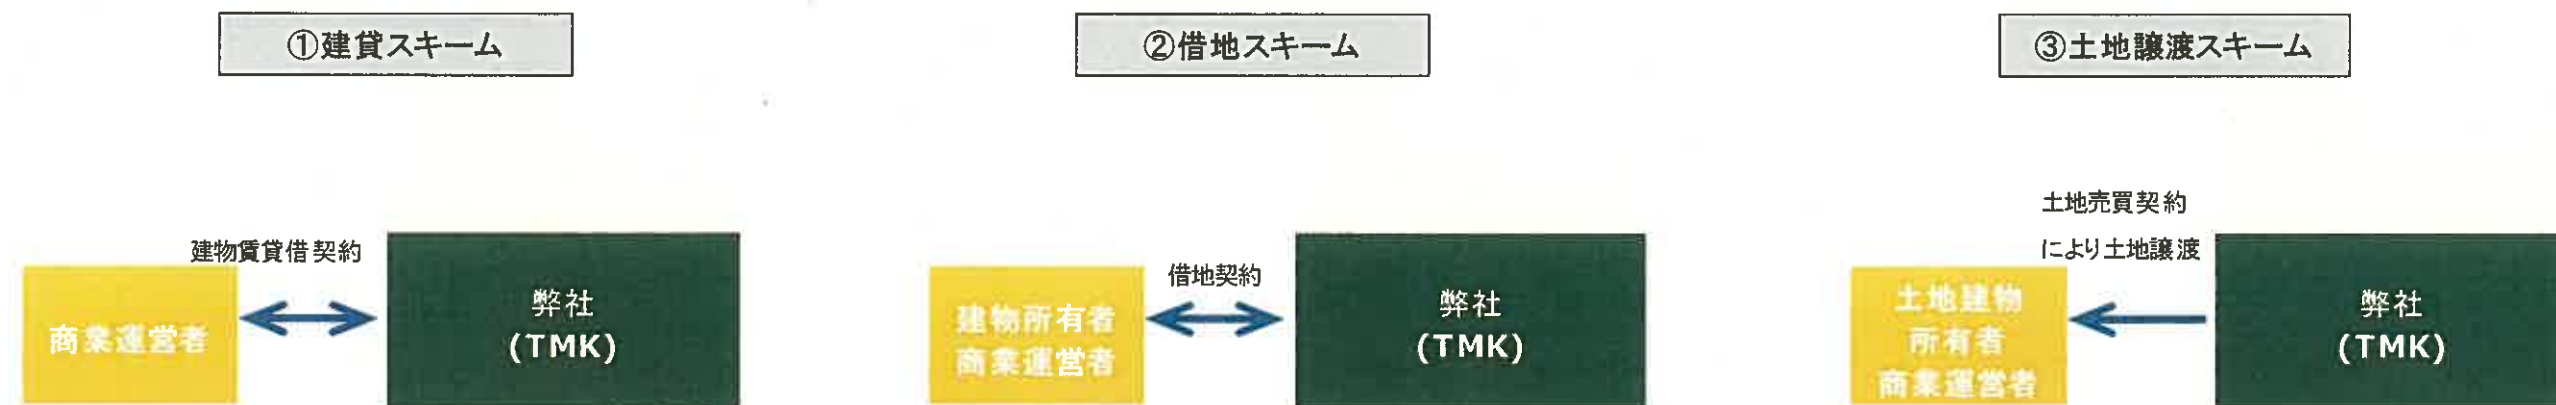 ①建貸スキーム
②借地スキーム
③土地譲渡スキーム
建物賃貸借契約
商業運営者
弊社
(TMK)
借地契約
建物所有者
商業運営者
弊社
(TMK)
土地売買契約
により土地譲渡
土地建物
所有者
商業運営者
弊社
(TMK)